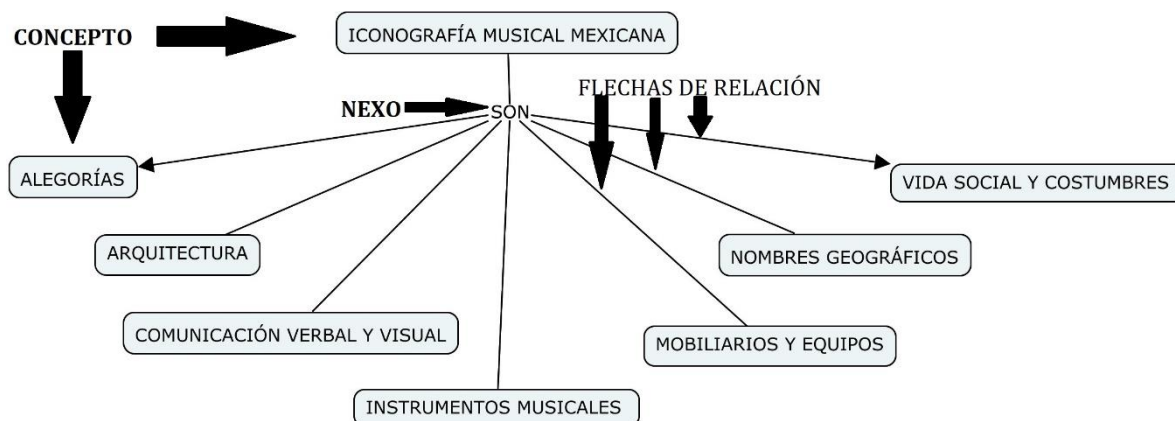 CONCEPTO
ICONOGRAFÍA MUSICAL MEXICANA
FLECHAS DE RELACIÓN
NEXO
SON
ALEGORÍAS
VIDA SOCIAL Y COSTUMBRES
ARQUITECTURA
NOMBRES GEOGRÁFICOS
COMUNICACIÓN VERBAL Y VISUAL
MOBILIARIOS Y EQUIPOS
INSTRUMENTOS MUSICALES